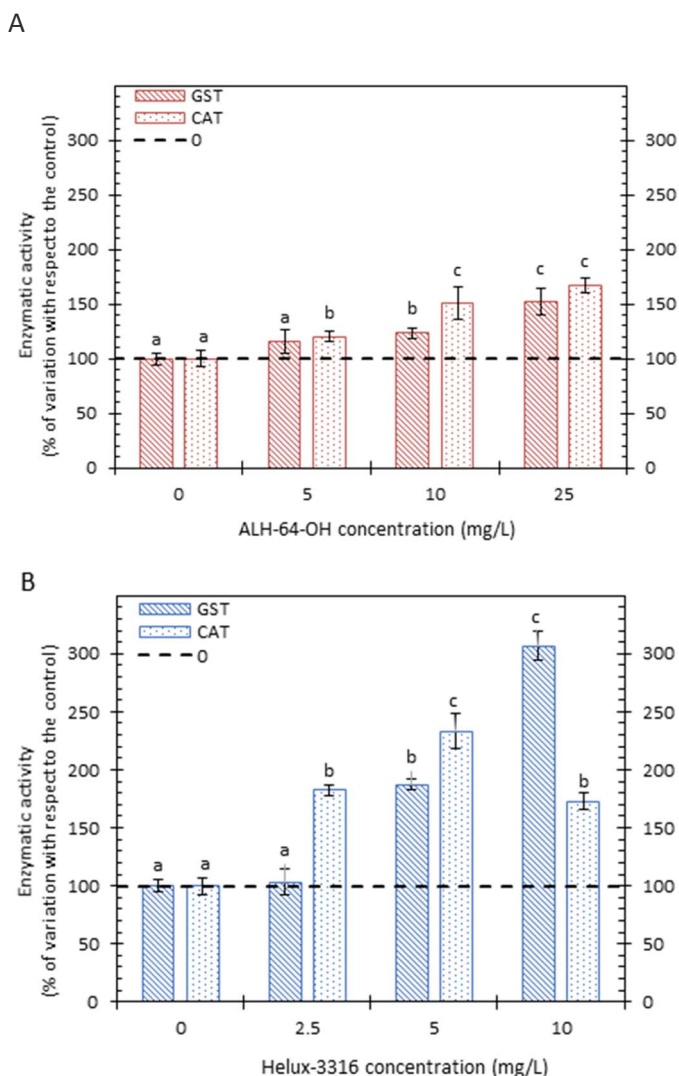 A
Enzymatic activity
(% of variation with respect to the control)
GST
CAT
0
300 300
250 250
200 200
150 150
100 100
50 50
0 0
a a a b b c c c
0 5 10 25
ALH-64-OH concentration (mg/L)
B
Enzymatic activity
(% of variation with respect to the control)
GST
CAT
0
300 300
250 250
200 200
150 150
100 100
50 50
0 0
a a a b b c c b
0 2.5 5 10
Helux-3316 concentration (mg/L)